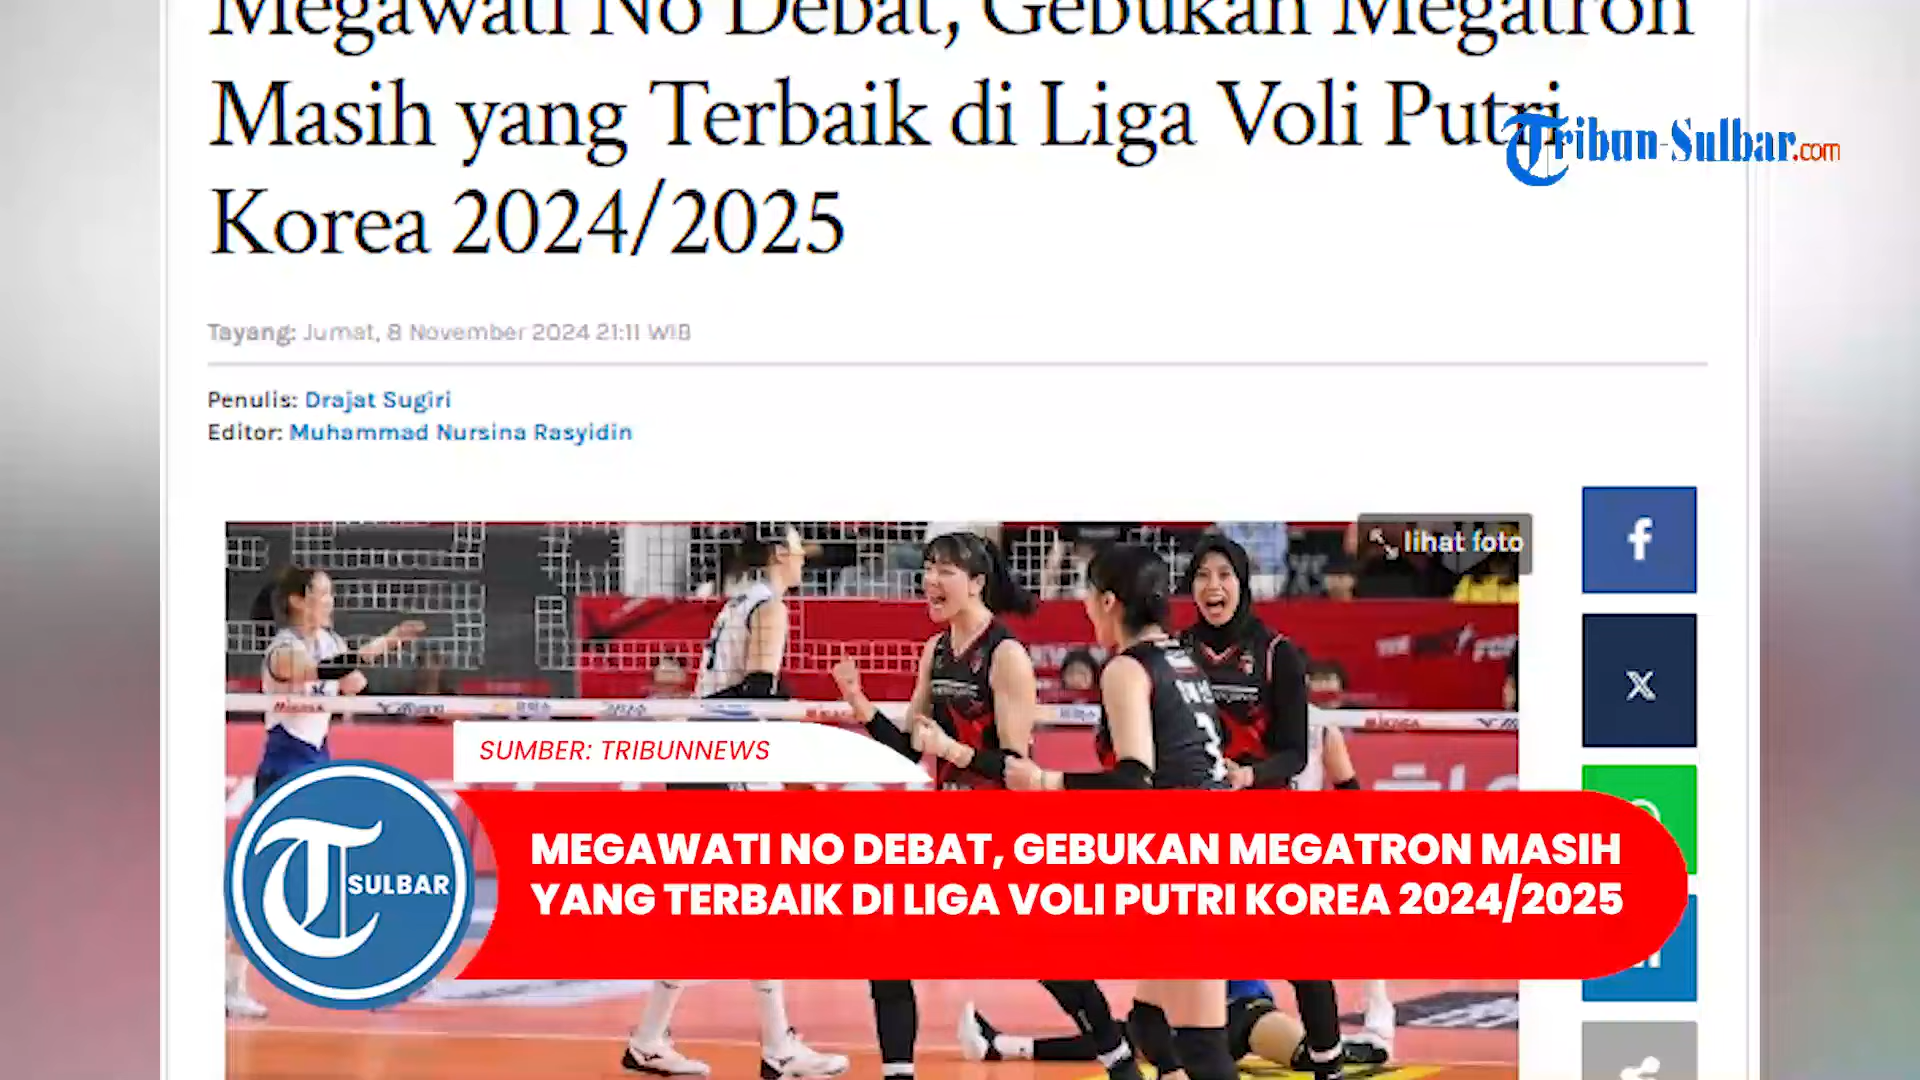 Megawati No Debat, Gebukan Megatron
Masih yang Terbaik di Liga Voli Putri
Korea 2024/2025
Tribun-Sulbar.com
Tayang: Jumat, 8 November 2024 21:11 WIB
Penulis: Drajat Sugiri
Editor: Muhammad Nursina Rasyidin
lihat foto
SUMBER: TRIBUNNEWS
T SULBAR
MEGAWATI NO DEBAT, GEBUKAN MEGATRON MASIH
YANG TERBAIK DI LIGA VOLI PUTRI KOREA 2024/2025